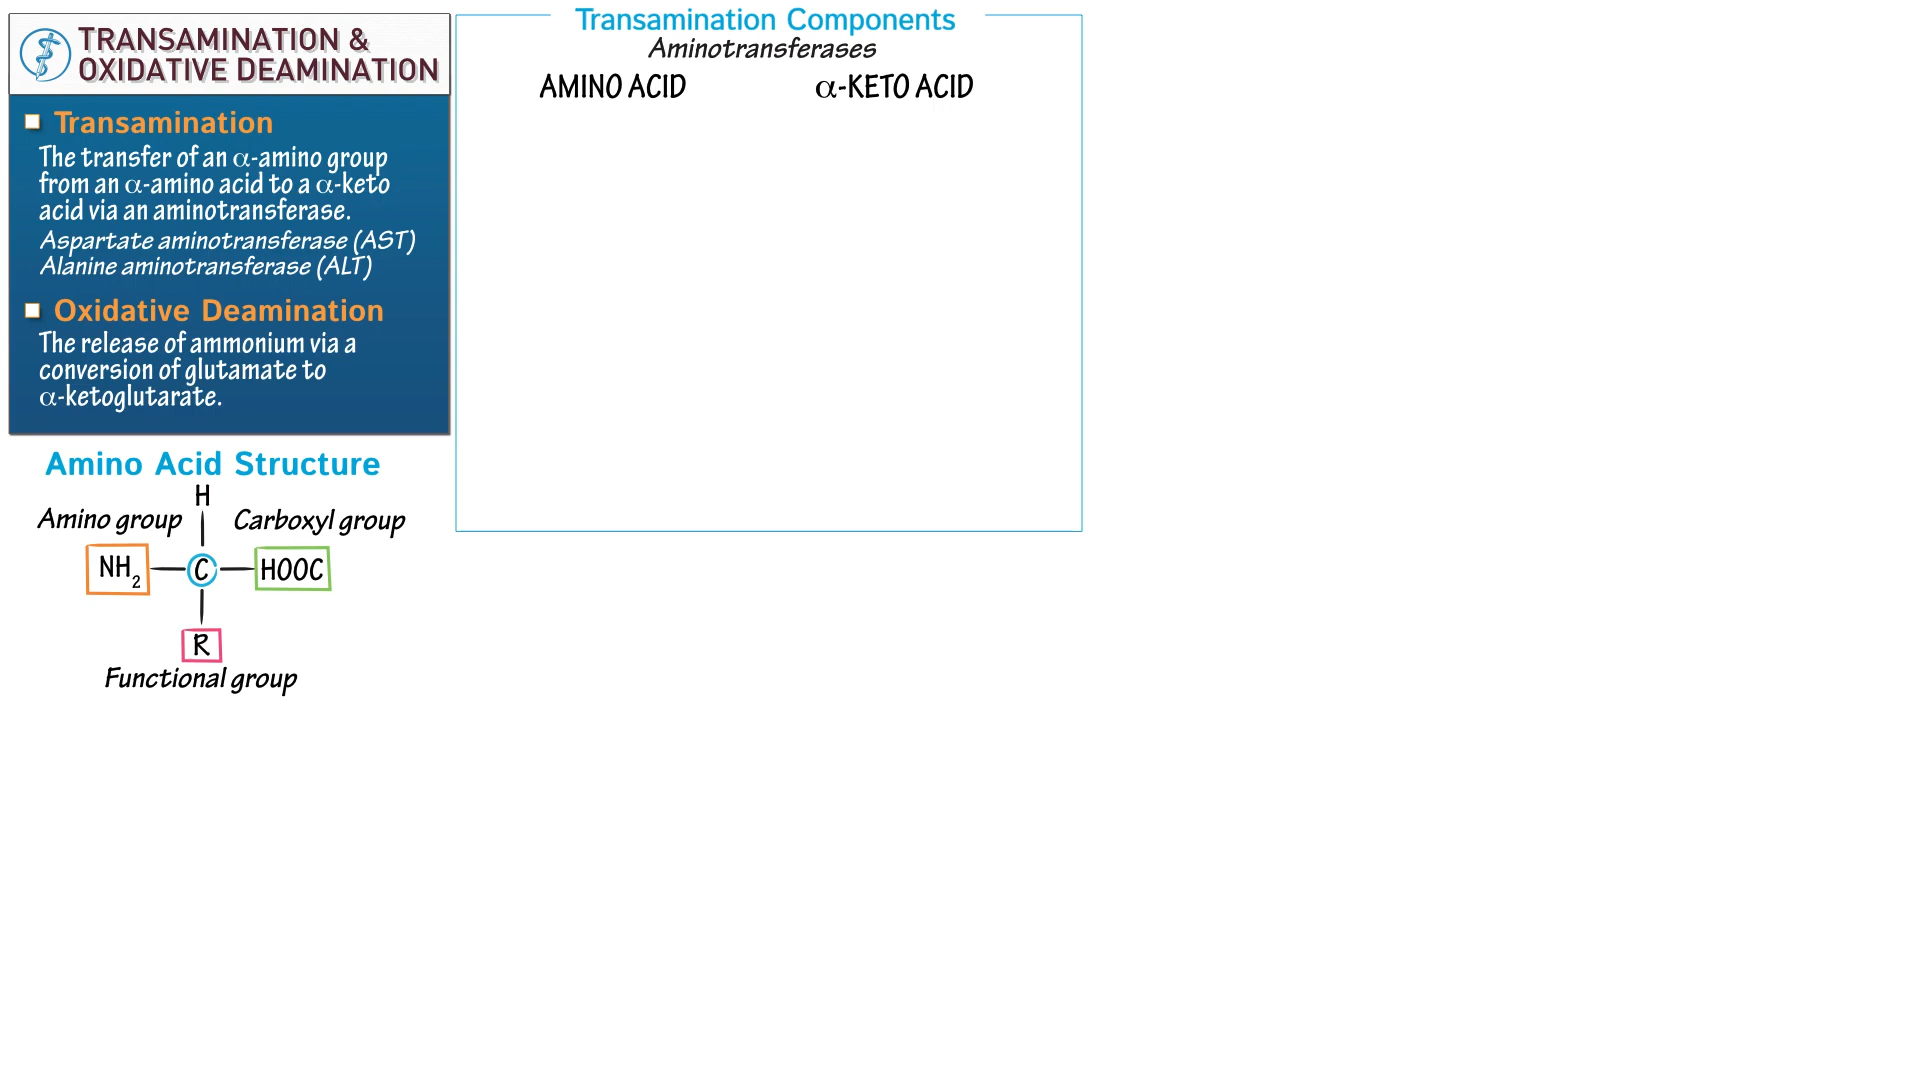 TRANSAMINATION &
OXIDATIVE DEAMINATION
Transamination
The transfer of an α-amino group
from an α-amino acid to a α-keto
acid via an aminotransferase.
Aspartate aminotransferase (AST)
Alanine aminotransferase (ALT)
Oxidative Deamination
The release of ammonium via a
conversion of glutamate to
α-ketoglutarate.
Amino Acid Structure
H
Amino group Carboxyl group
NH2 C HOOC
R
Functional group
Transamination Components
Aminotransferases
AMINO ACID α-KETO ACID